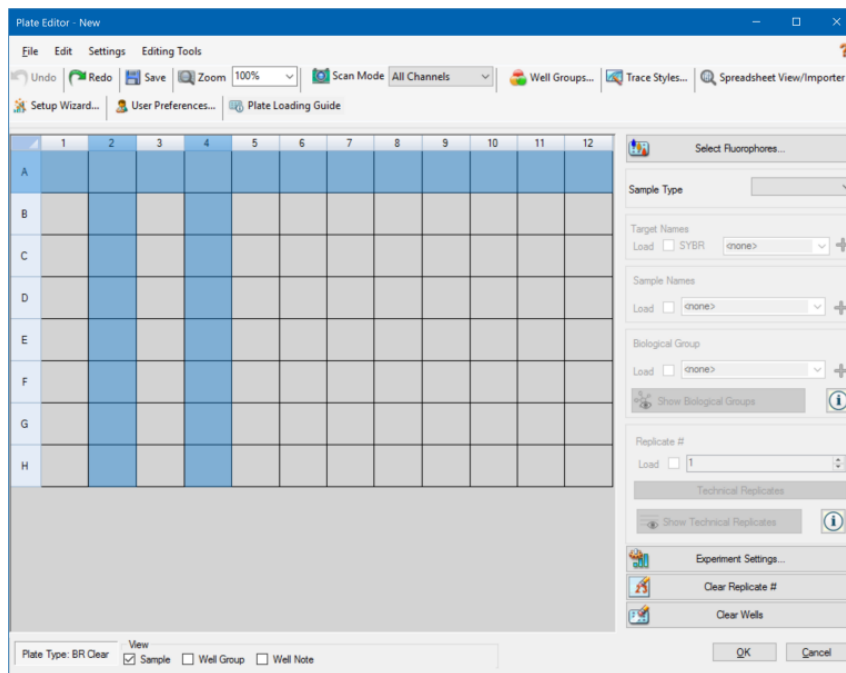 Plate Editor - New
File Edit Settings Editing Tools
Undo Redo Save Zoom 100% Scan Mode All Channels Well Groups... Trace Styles... Spreadsheet View/Importer
Setup Wizard... User Preferences... Plate Loading Guide
1 2 3 4 5 6 7 8 9 10 11 12
A
B
C
D
E
F
G
H
Select Fluorophores...
Sample Type
Target Names
Load SYBR <none>
Sample Names
Load <none>
Biological Group
Load <none>
Show Biological Groups
Replicate #
Load 1
Technical Replicates
Show Technical Replicates
Experiment Settings...
Clear Replicate #
Clear Wells
Plate Type: BR Clear View
Sample Well Group Well Note
OK Cancel